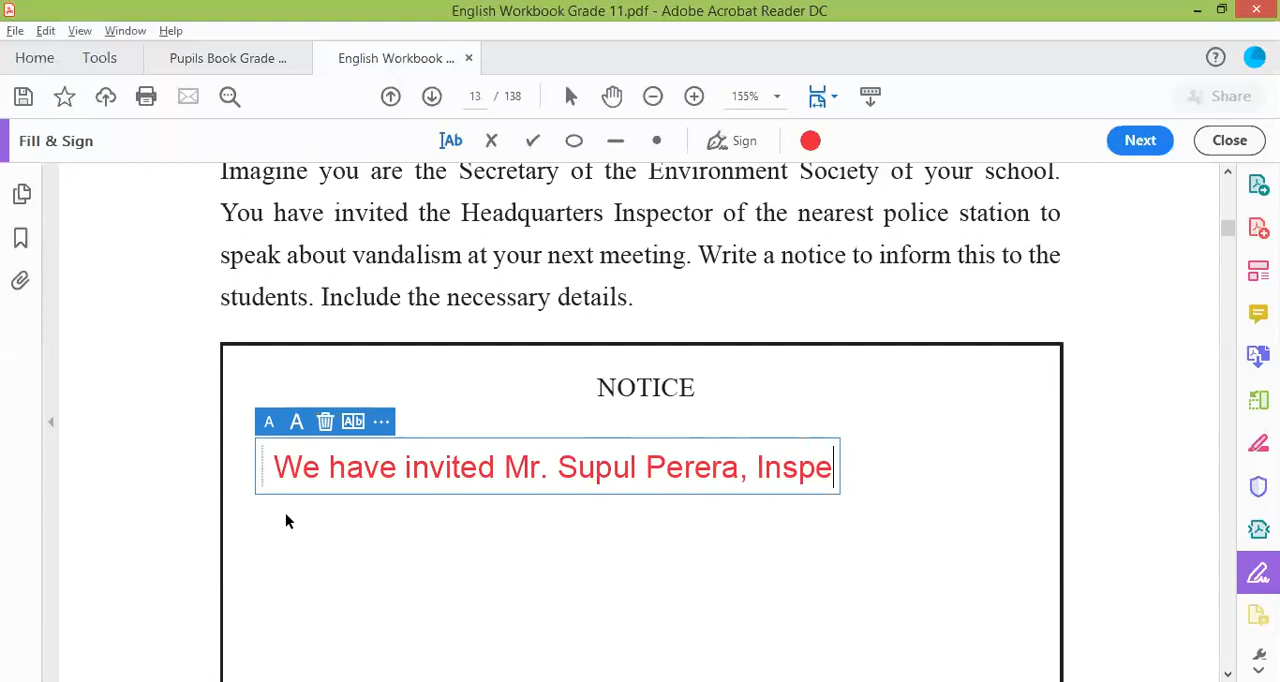 English Workbook Grade 11.pdf - Adobe Acrobat Reader DC
File Edit View Window Help
Home Tools Pupils Book Grade ... English Workbook ... ×
13 / 138 155% Share
Fill & Sign Ab Sign Next Close
Imagine you are the Secretary of the Environment Society of your school.
You have invited the Headquarters Inspector of the nearest police station to
speak about vandalism at your next meeting. Write a notice to inform this to the
students. Include the necessary details.
NOTICE
A A Ab ...
We have invited Mr. Supul Perera, Inspe